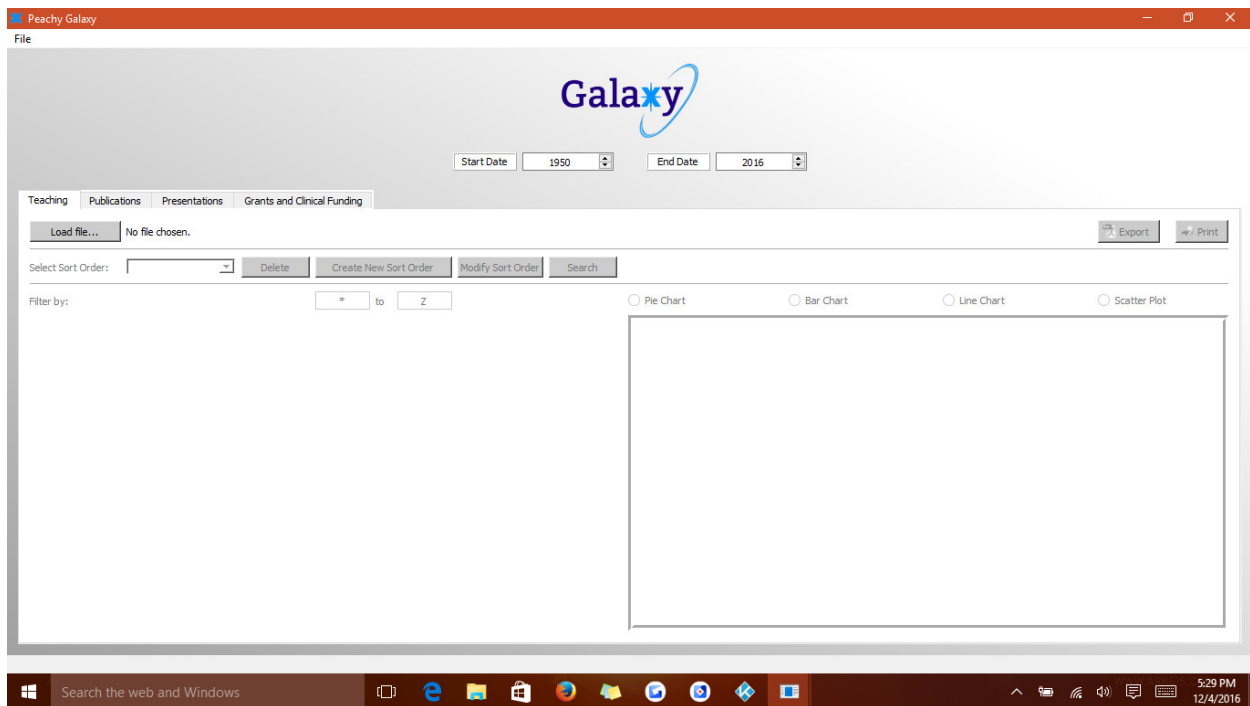 Peachy Galaxy
File
Galaxy
Start Date 1950 End Date 2016
Teaching Publications Presentations Grants and Clinical Funding
Load file... No file chosen. Export Print
Select Sort Order: Delete Create New Sort Order Modify Sort Order Search
Filter by: * to Z Pie Chart Bar Chart Line Chart Scatter Plot
Search the web and Windows 5:29 PM
12/4/2016